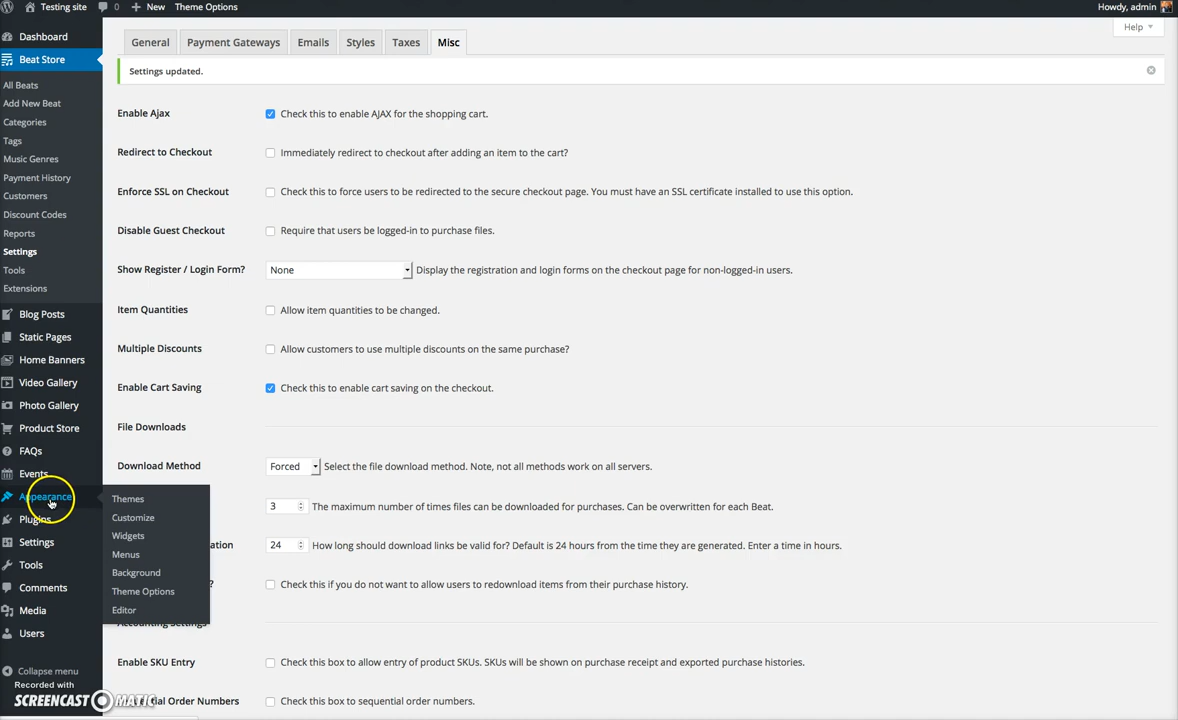 Testing site 0 New Theme Options Howdy, admin
Help
Dashboard
Beat Store
All Beats
Add New Beat
Categories
Tags
Music Genres
Payment History
Customers
Discount Codes
Reports
Settings
Tools
Extensions
Blog Posts
Static Pages
Home Banners
Video Gallery
Photo Gallery
Product Store
FAQs
Events
Appearance
Plugins
Settings
Tools
Comments
Media
Users
Collapse menu
Recorded with
SCREENCAST MATIC
Themes
Customize
Widgets
Menus
Background
Theme Options
Editor
General Payment Gateways Emails Styles Taxes Misc
Settings updated.
Enable Ajax Check this to enable AJAX for the shopping cart.
Redirect to Checkout Immediately redirect to checkout after adding an item to the cart?
Enforce SSL on Checkout Check this to force users to be redirected to the secure checkout page. You must have an SSL certificate installed to use this option.
Disable Guest Checkout Require that users be logged-in to purchase files.
Show Register / Login Form? None Display the registration and login forms on the checkout page for non-logged-in users.
Item Quantities Allow item quantities to be changed.
Multiple Discounts Allow customers to use multiple discounts on the same purchase?
Enable Cart Saving Check this to enable cart saving on the checkout.
File Downloads
Download Method Forced Select the file download method. Note, not all methods work on all servers.
3 The maximum number of times files can be downloaded for purchases. Can be overwritten for each Beat.
ation 24 How long should download links be valid for? Default is 24 hours from the time they are generated. Enter a time in hours.
? Check this if you do not want to allow users to redownload items from their purchase history.
Accounting Settings
Enable SKU Entry Check this box to allow entry of product SKUs. SKUs will be shown on purchase receipt and exported purchase histories.
ential Order Numbers Check this box to sequential order numbers.